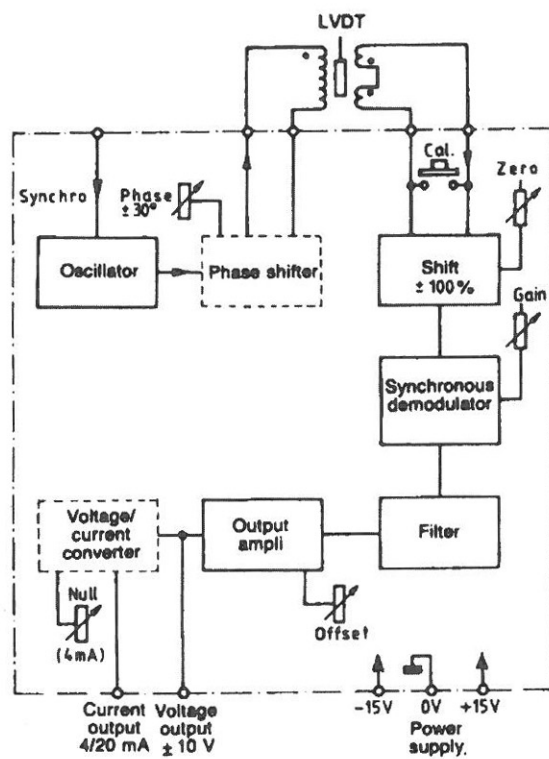 LVDT
Cal.
Zero
Synchro
Phase
± 30°
Oscillator
Phase shifter
Shift
± 100%
Gain
Synchronous
demodulator
Voltage/
current
converter
Output
ampli
Filter
Null
(4mA)
Offset
Current
output
4/20 mA
Voltage
output
± 10 V
-15V
0V
+15V
Power
supply.